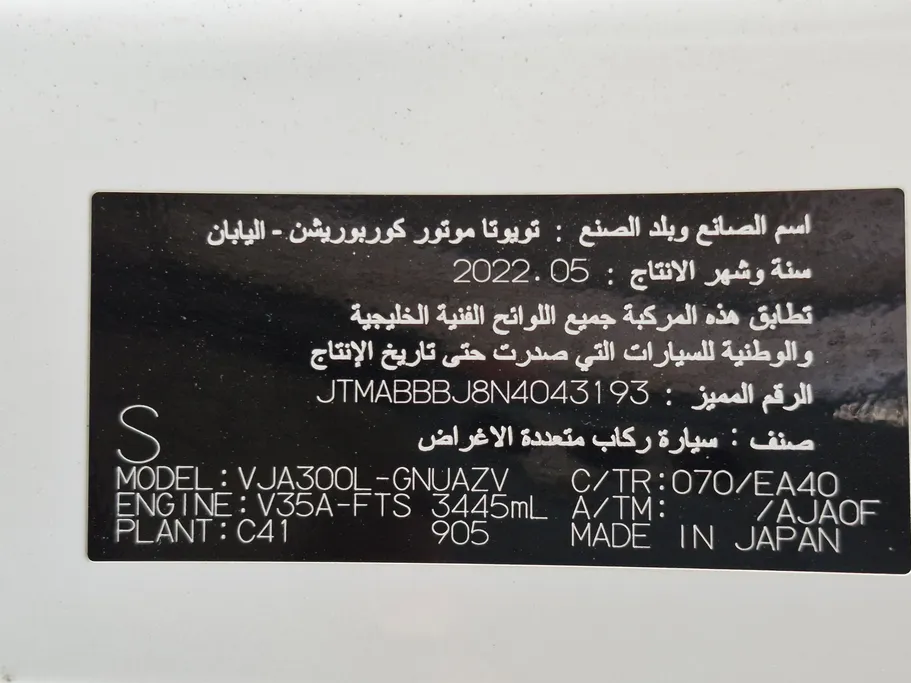 اسم الصانع وبلد الصنع : تويوتا موتور كوربوريشن - اليابان
سنة وشهر الانتاج : 2022.05
تطابق هذه المركبة جميع اللوائح الفنية الخليجية
والوطنية للسيارات التي صدرت حتى تاريخ الإنتاج
الرقم المميز : JTMABBBJ8N4043193
صنف : سيارة ركاب متعددة الاغراض
S
MODEL:VJA300L-GNUAZV C/TR:070/EA40
ENGINE:V35A-FTS 3445mL A/TM: /AJA0F
PLANT:C41 905 MADE IN JAPAN